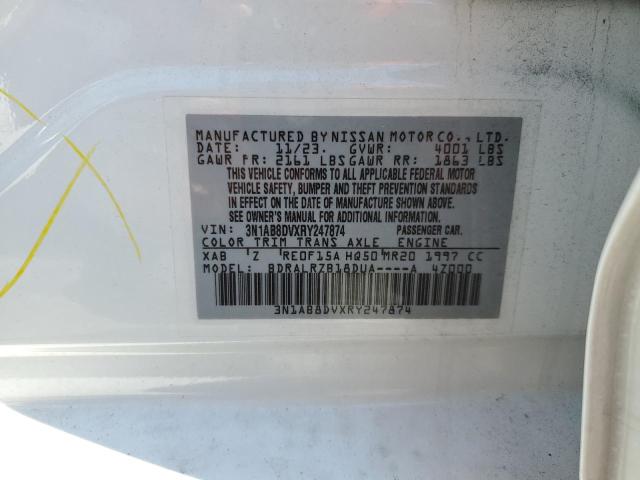 MANUFACTURED BY NISSAN MOTOR CO., LTD.
DATE: 11/23. GVWR: 4001 LBS
GAWR FR: 2161 LBS GAWR RR: 1863 LBS
THIS VEHICLE CONFORMS TO ALL APPLICABLE FEDERAL MOTOR
VEHICLE SAFETY, BUMPER AND THEFT PREVENTION STANDARDS
IN EFFECT ON THE DATE OF MANUFACTURE SHOWN ABOVE.
SEE OWNER'S MANUAL FOR ADDITIONAL INFORMATION.
VIN: 3N1AB8DVXRY247874 PASSENGER CAR.
COLOR TRIM TRANS AXLE ENGINE
XAB 'Z 'RE0F15A HQ50'MR20 1997 CC
MODEL: BDRALRZB18DUA----A 4Z000
3N1AB8DVXRY247874